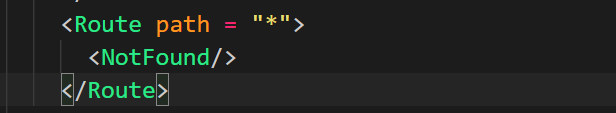 <Route path = "*">
<NotFound/>
</Route>